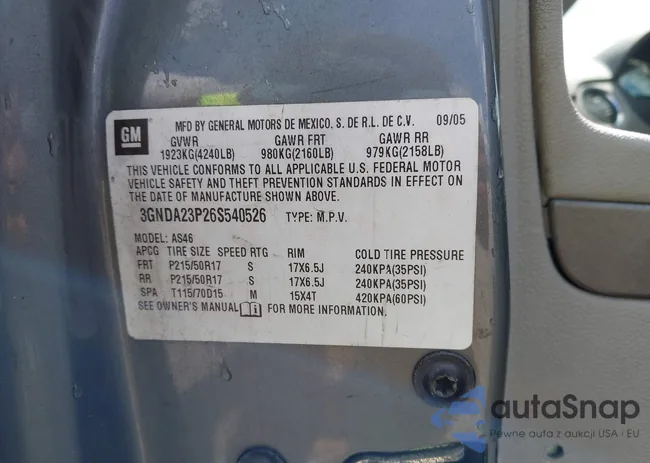 GM
MFD BY GENERAL MOTORS DE MEXICO. S. DE R.L. DE C.V. 09/05
GVWR GAWR FRT GAWR RR
1923KG(4240LB) 980KG(2160LB) 979KG(2158LB)
THIS VEHICLE CONFORMS TO ALL APPLICABLE U.S. FEDERAL MOTOR
VEHICLE SAFETY AND THEFT PREVENTION STANDARDS IN EFFECT ON
THE DATE OF MANUFACTURE SHOWN ABOVE.
3GNDA23P26S540526 TYPE: M.P.V.
MODEL: AS46
APCG TIRE SIZE SPEED RTG RIM COLD TIRE PRESSURE
FRT P215/50R17 S 17X6.5J 240KPA(35PSI)
RR P215/50R17 S 17X6.5J 240KPA(35PSI)
SPA T115/70D15 M 15X4T 420KPA(60PSI)
SEE OWNER'S MANUAL i FOR MORE INFORMATION.
autaSnap
Pewne auta z aukcji USA i EU